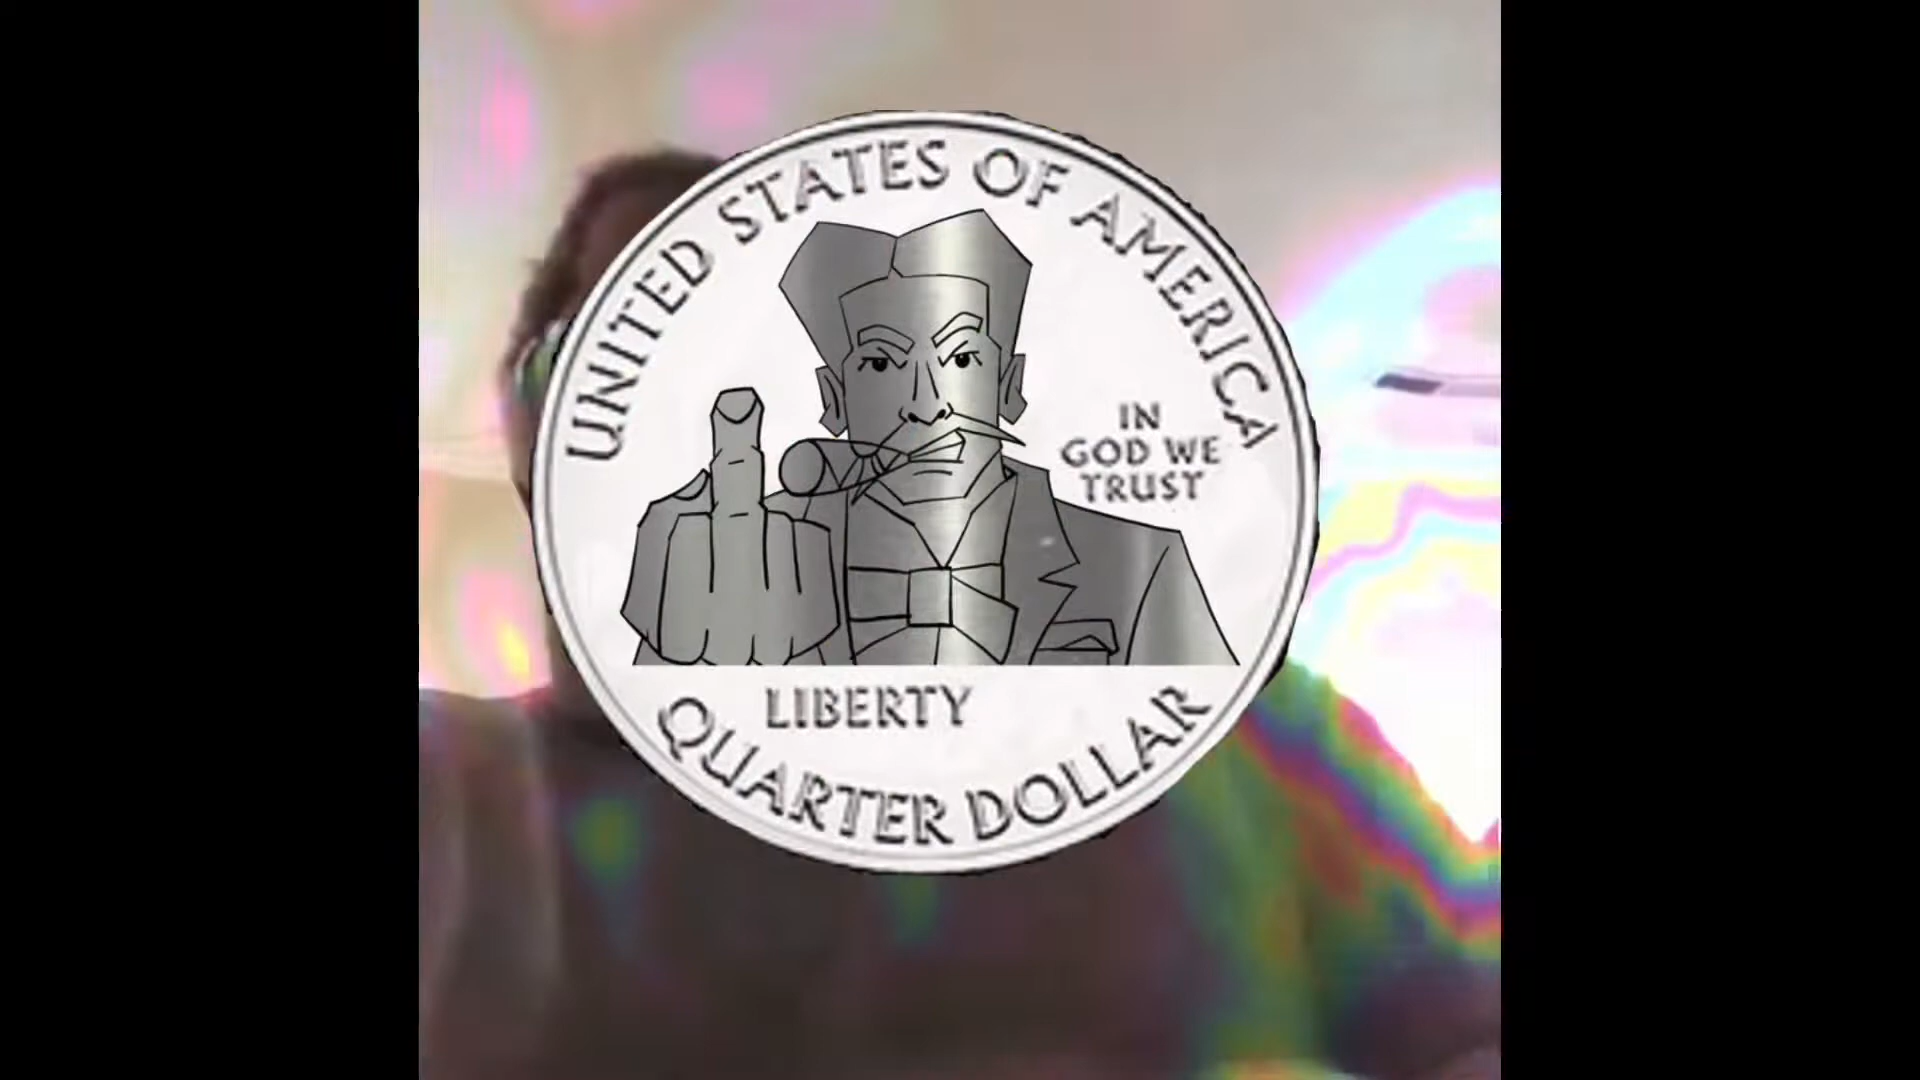 UNITED STATES OF AMERICA
IN
GOD WE
TRUST
LIBERTY
QUARTER DOLLAR